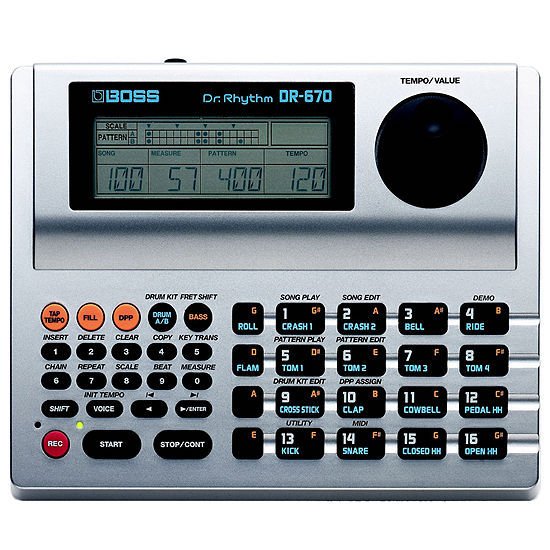 TEMPO/VALUE
BOSS Dr. Rhythm DR-670
SCALE
PATTERN A B
SONG MEASURE PATTERN TEMPO
100 57 400 120
DRUM KIT FRET SHIFT
TAP TEMPO FILL DPP DRUM A/B BASS
INSERT DELETE CLEAR COPY KEY TRANS
1 2 3 4 5
CHAIN REPEAT SCALE BEAT MEASURE
6 7 8 9 0
INIT TEMPO |◀ ▶|
SHIFT VOICE ◀ ▶/ENTER
REC START STOP/CONT
SONG PLAY SONG EDIT DEMO
G 1 G# 2 A 3 A# 4 B
ROLL CRASH 1 CRASH 2 BELL RIDE
PATTERN PLAY PATTERN EDIT
D 5 D# 6 E 7 F 8 F#
FLAM TOM 1 TOM 2 TOM 3 TOM 4
DRUM KIT EDIT DPP ASSIGN
A 9 A# 10 B 11 C 12 C#
CROSS STICK CLAP COWBELL PEDAL HH
UTILITY MIDI
E 13 F 14 F# 15 G 16 G#
KICK SNARE CLOSED HH OPEN HH